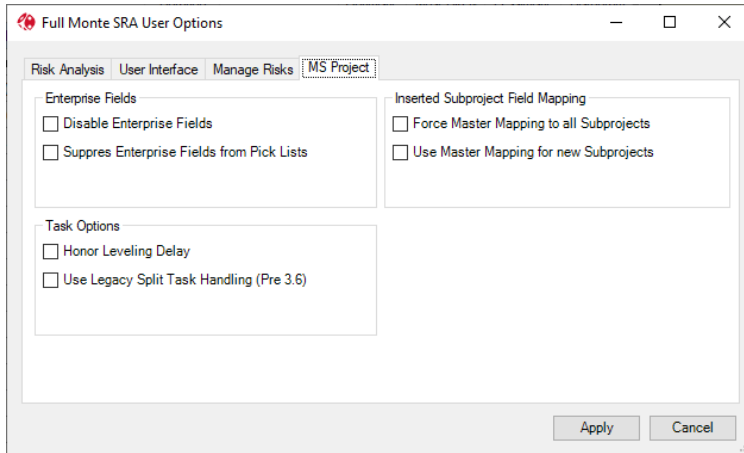 Full Monte SRA User Options
Risk Analysis User Interface Manage Risks MS Project
Enterprise Fields
Disable Enterprise Fields
Suppres Enterprise Fields from Pick Lists
Inserted Subproject Field Mapping
Force Master Mapping to all Subprojects
Use Master Mapping for new Subprojects
Task Options
Honor Leveling Delay
Use Legacy Split Task Handling (Pre 3.6)
Apply Cancel